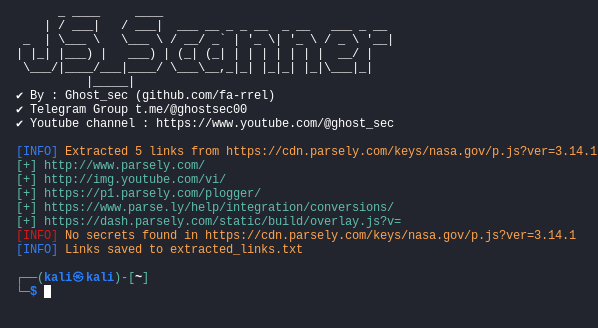 JS_Scanner
✔ By : Ghost_sec (github.com/fa-rrel)
✔ Telegram Group t.me/@ghostsec00
✔ Youtube channel : https://www.youtube.com/@ghost_sec
[INFO] Extracted 5 links from https://cdn.parsely.com/keys/nasa.gov/p.js?ver=3.14.1
[+] http://www.parsely.com/
[+] http://img.youtube.com/vi/
[+] https://p1.parsely.com/plogger/
[+] https://www.parse.ly/help/integration/conversions/
[+] https://dash.parsely.com/static/build/overlay.js?v=
[INFO] No secrets found in https://cdn.parsely.com/keys/nasa.gov/p.js?ver=3.14.1
[INFO] Links saved to extracted_links.txt
┌──(kali㉿kali)-[~]
└─$